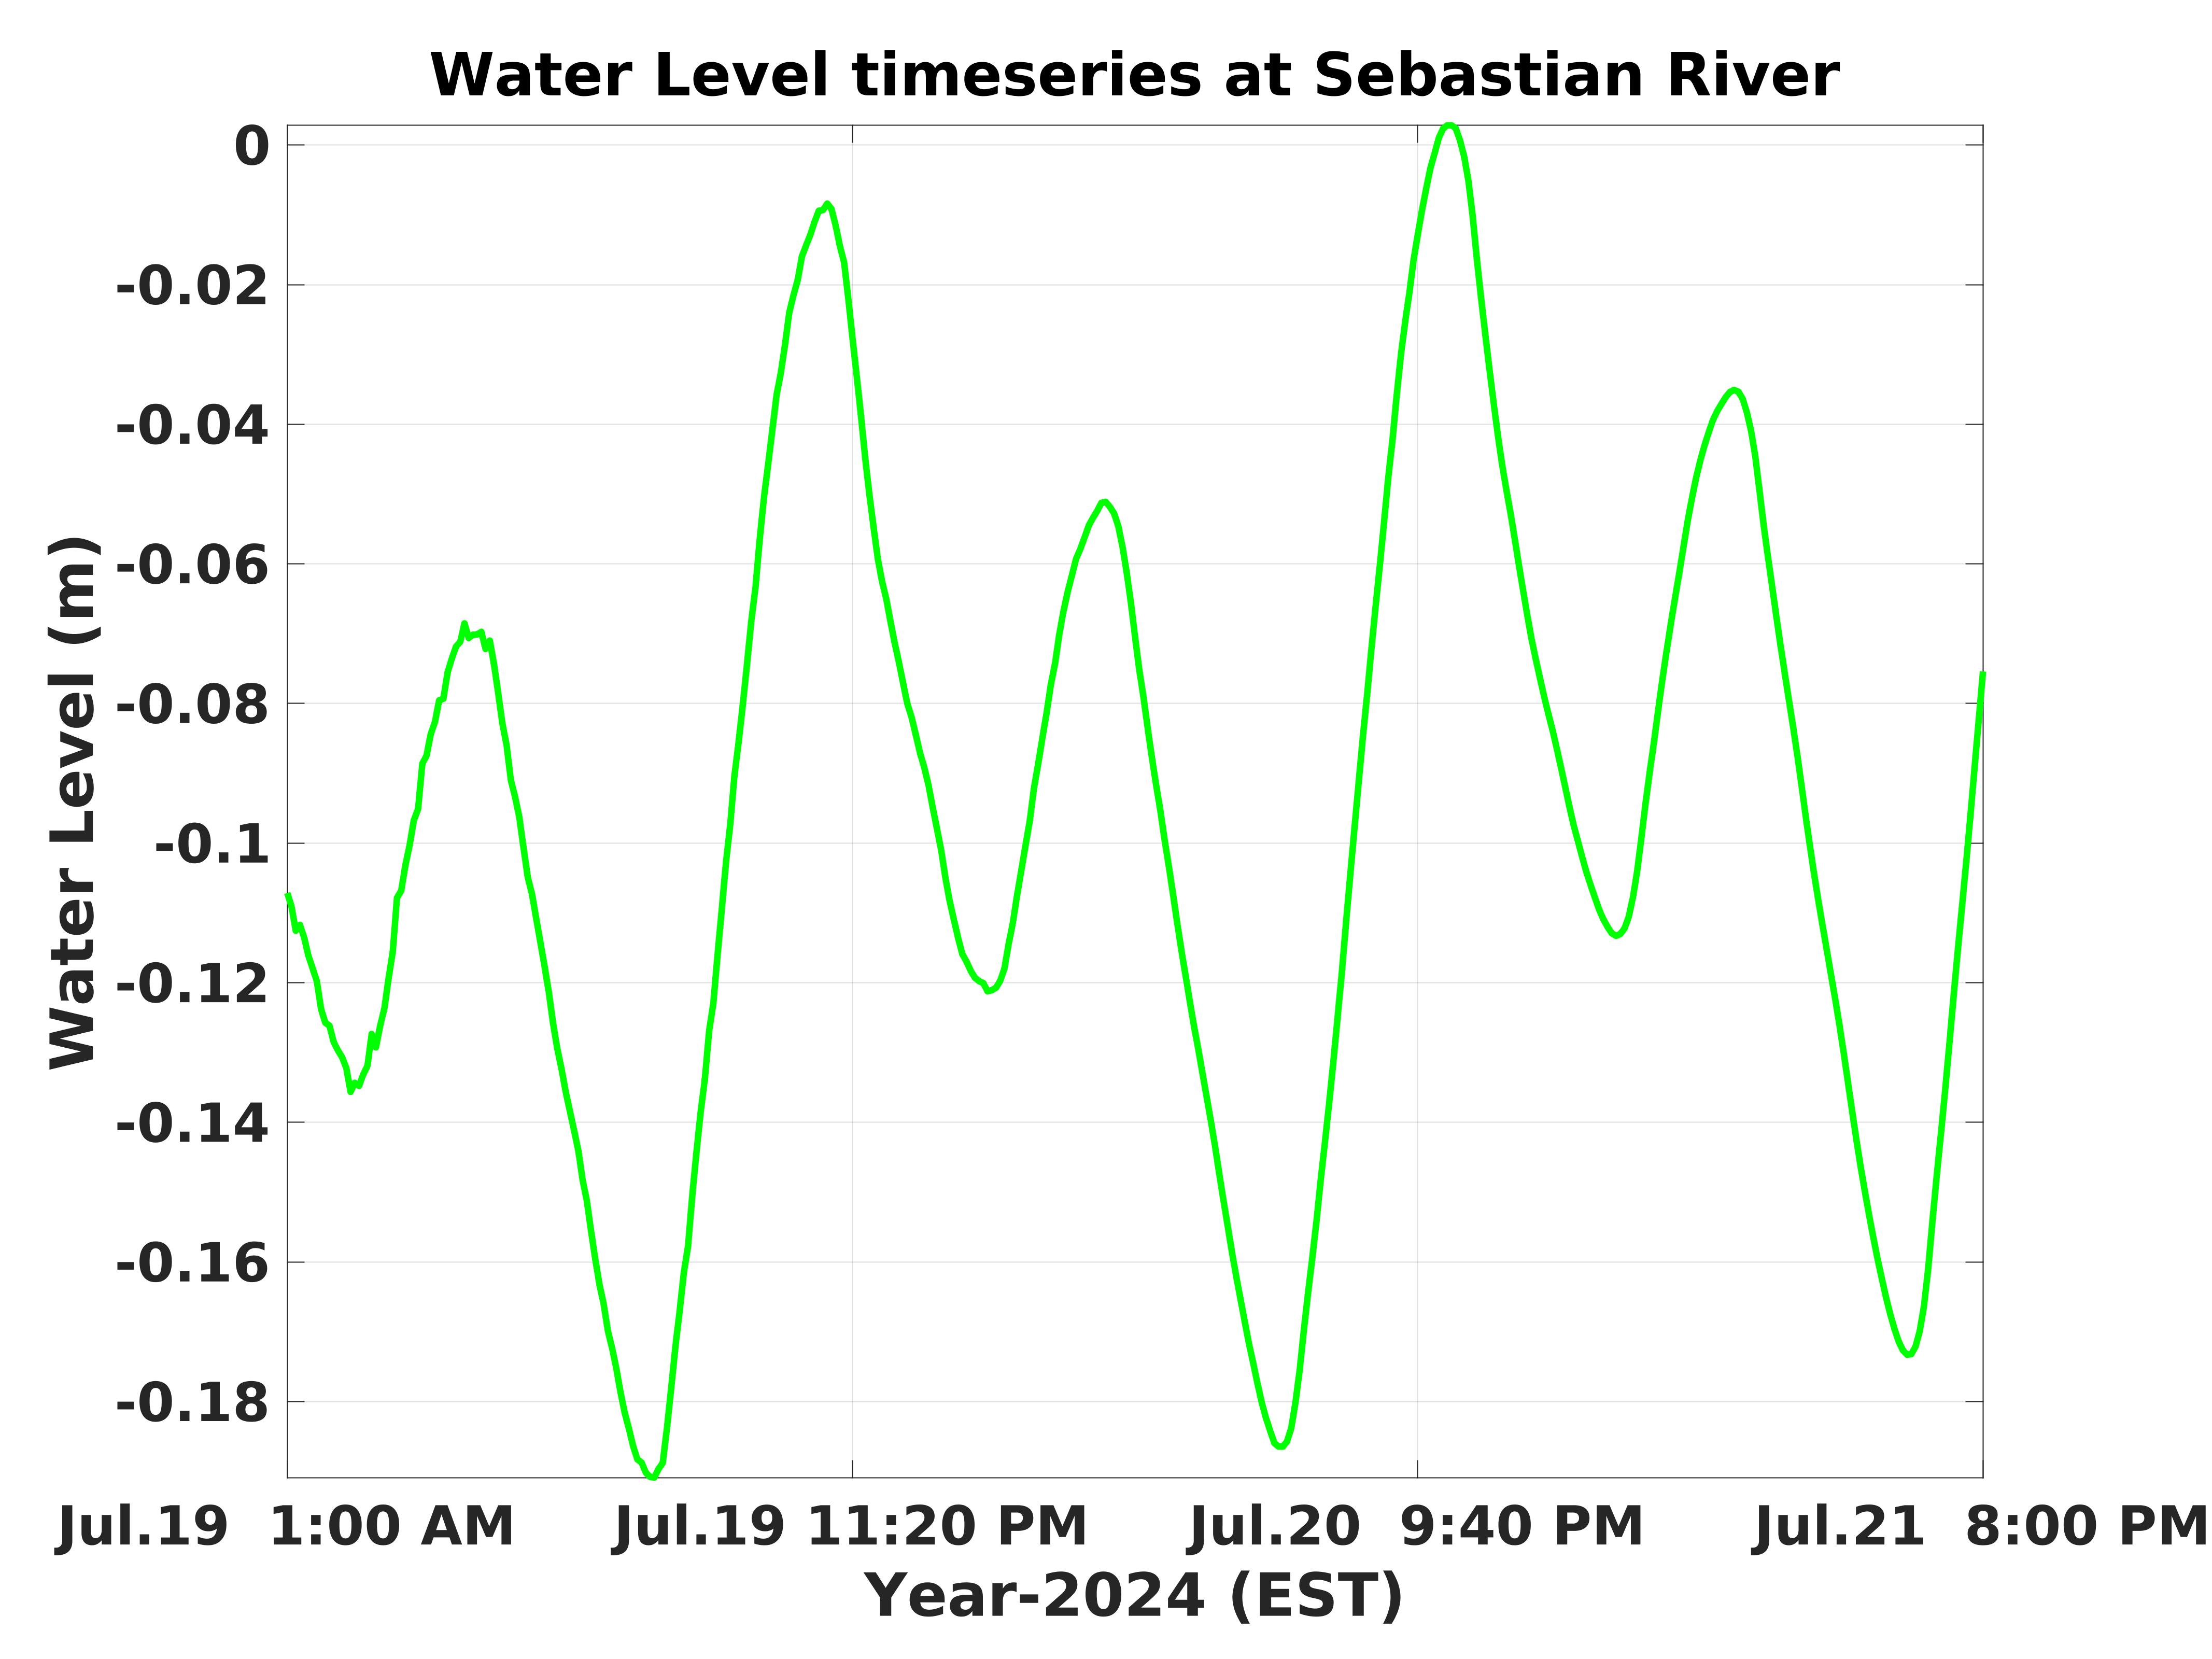 Water Level timeseries at Sebastian River
0
-0.02
-0.04
-0.06
-0.08
-0.1
-0.12
-0.14
-0.16
-0.18
Water Level (m)
Jul.19 1:00 AM
Jul.19 11:20 PM
Jul.20 9:40 PM
Jul.21 8:00 PM
Year-2024 (EST)